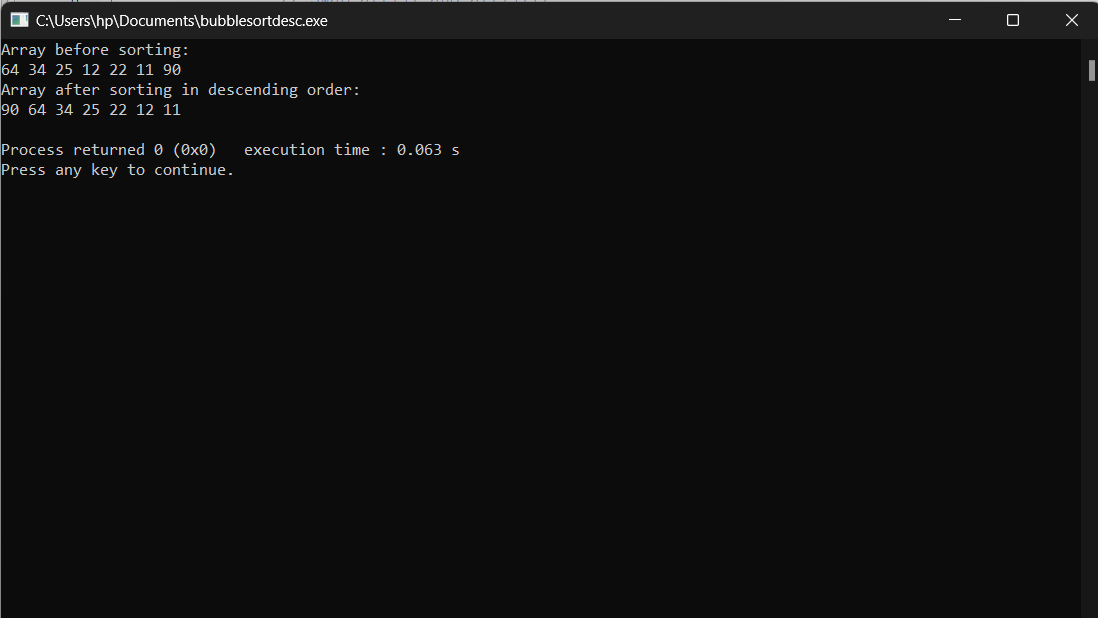 C:\Users\hp\Documents\bubblesortdesc.exe
Array before sorting:
64 34 25 12 22 11 90
Array after sorting in descending order:
90 64 34 25 22 12 11
Process returned 0 (0x0)   execution time : 0.063 s
Press any key to continue.